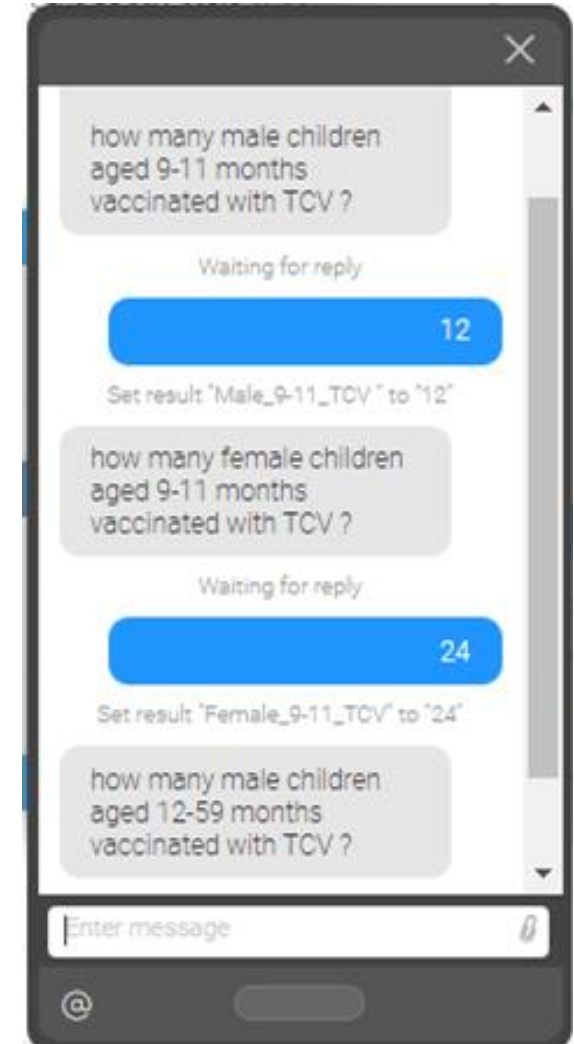 how many male children
aged 9-11 months
vaccinated with TCV ?
Waiting for reply
12
Set result "Male_9-11_TCV " to "12"
how many female children
aged 9-11 months
vaccinated with TCV ?
Waiting for reply
24
Set result "Female_9-11_TCV" to "24"
how many male children
aged 12-59 months
vaccinated with TCV ?
Enter message
@